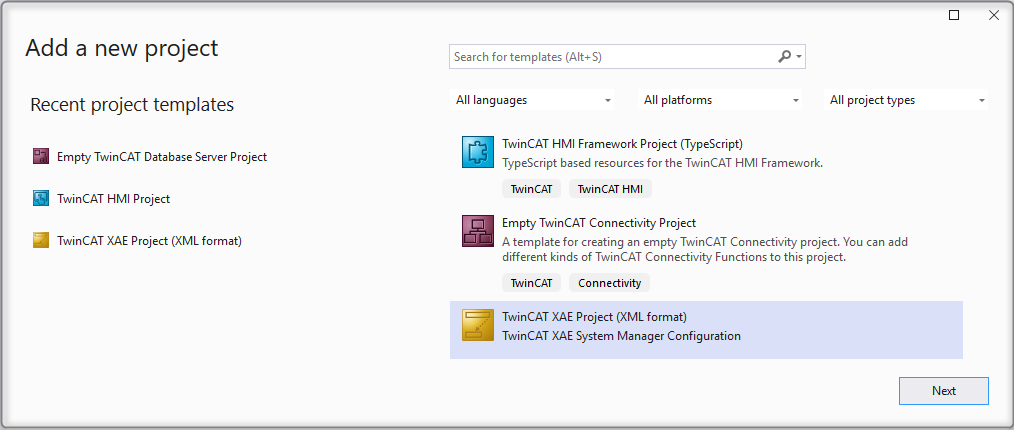 Add a new project
Search for templates (Alt+S)
Recent project templates
All languages
All platforms
All project types
Empty TwinCAT Database Server Project
TwinCAT HMI Project
TwinCAT XAE Project (XML format)
TwinCAT HMI Framework Project (TypeScript)
TypeScript based resources for the TwinCAT HMI Framework.
TwinCAT
TwinCAT HMI
Empty TwinCAT Connectivity Project
A template for creating an empty TwinCAT Connectivity project. You can add
different kinds of TwinCAT Connectivity Functions to this project.
TwinCAT
Connectivity
TwinCAT XAE Project (XML format)
TwinCAT XAE System Manager Configuration
Next